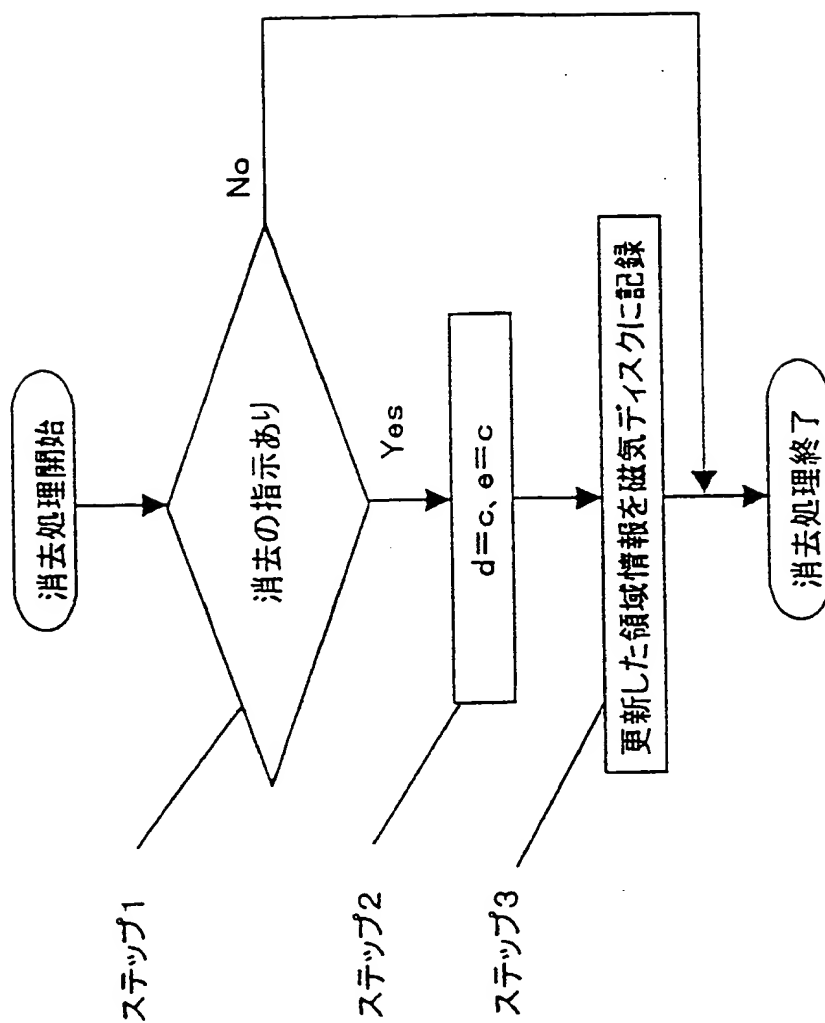 消去処理開始
ステップ1
消去の指示あり
No
Yes
ステップ2
d=c、e=c
ステップ3
更新した領域情報を磁気ディスクに記録
消去処理終了